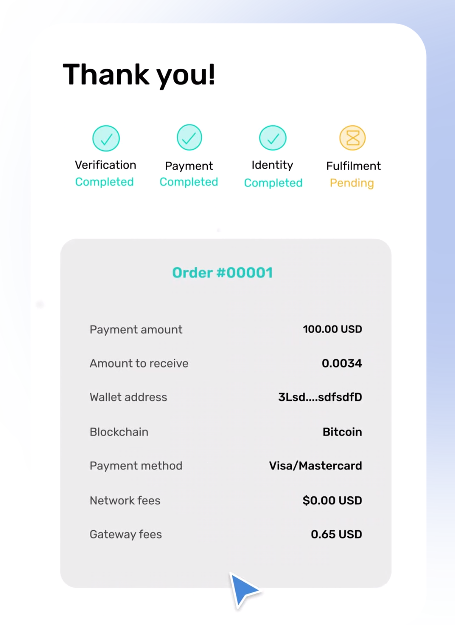 Thank you!
Verification Payment Identity Fulfilment
Completed Completed Completed Pending
Order #00001
Payment amount 100.00 USD
Amount to receive 0.0034
Wallet address 3Lsd....sdfsdfD
Blockchain Bitcoin
Payment method Visa/Mastercard
Network fees $0.00 USD
Gateway fees 0.65 USD